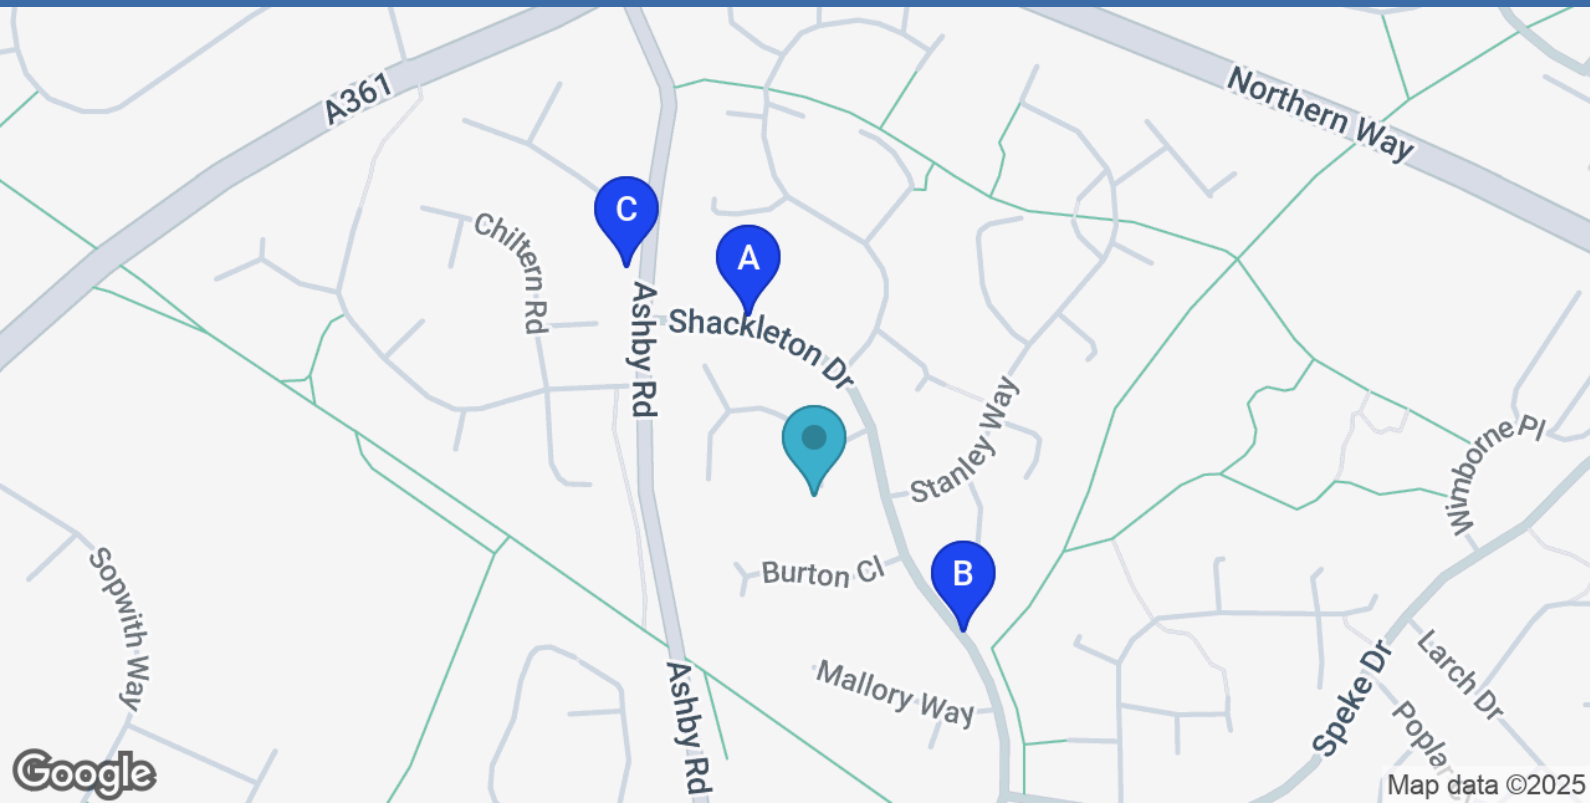 A361
Northern Way
C
Chiltern Rd
A
Ashby Rd
Shackleton Dr
Stanley Way
Wimborne Pl
Burton Cl
B
Sopwith Way
Mallory Way
Ashby Rd
Speke Dr
Larch Dr
Poplar
Google
Map data ©2025